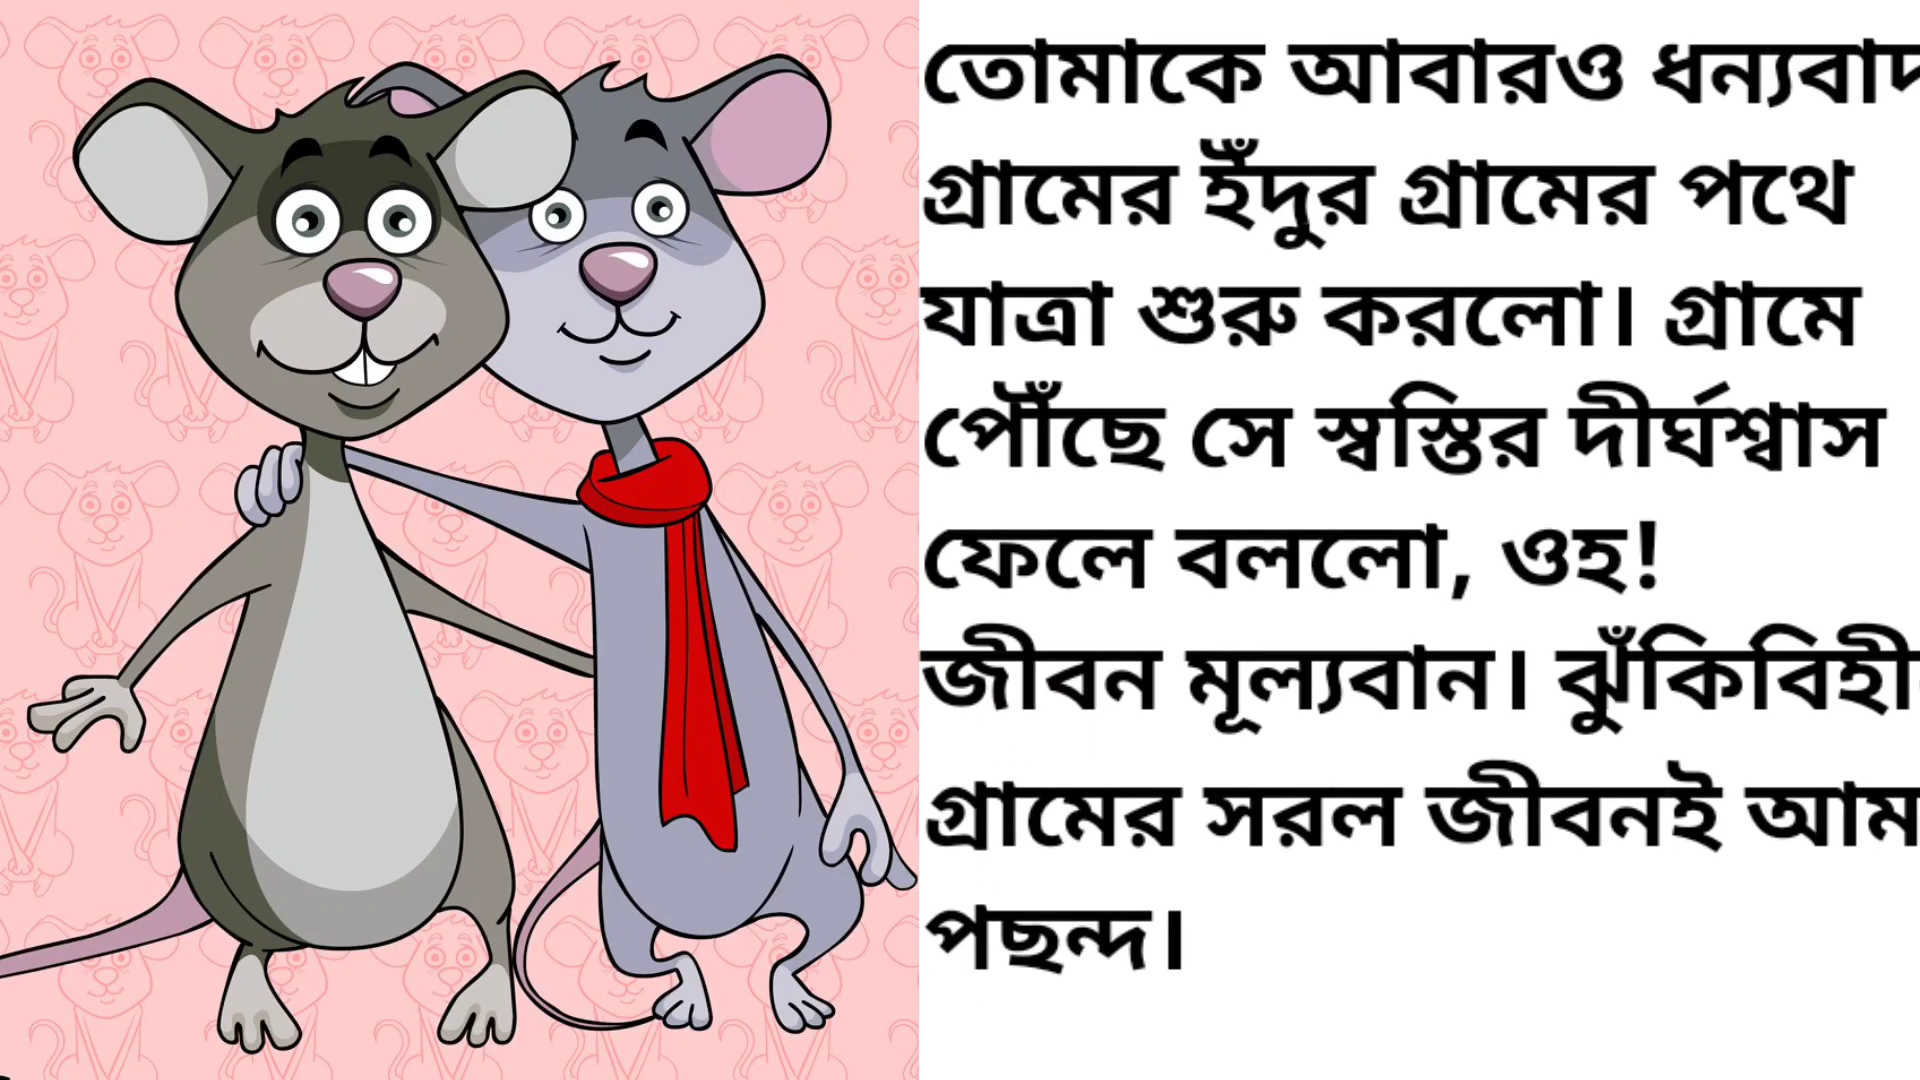 তোমাকে আবারও ধন্যবাদ
গ্রামের ইঁদুর গ্রামের পথে
যাত্রা শুরু করলো। গ্রামে
পৌঁছে সে স্বস্তির দীর্ঘশ্বাস
ফেলে বললো, ওহ!
জীবন মূল্যবান। ঝুঁকিবিহীন
গ্রামের সরল জীবনই আম
পছন্দ।